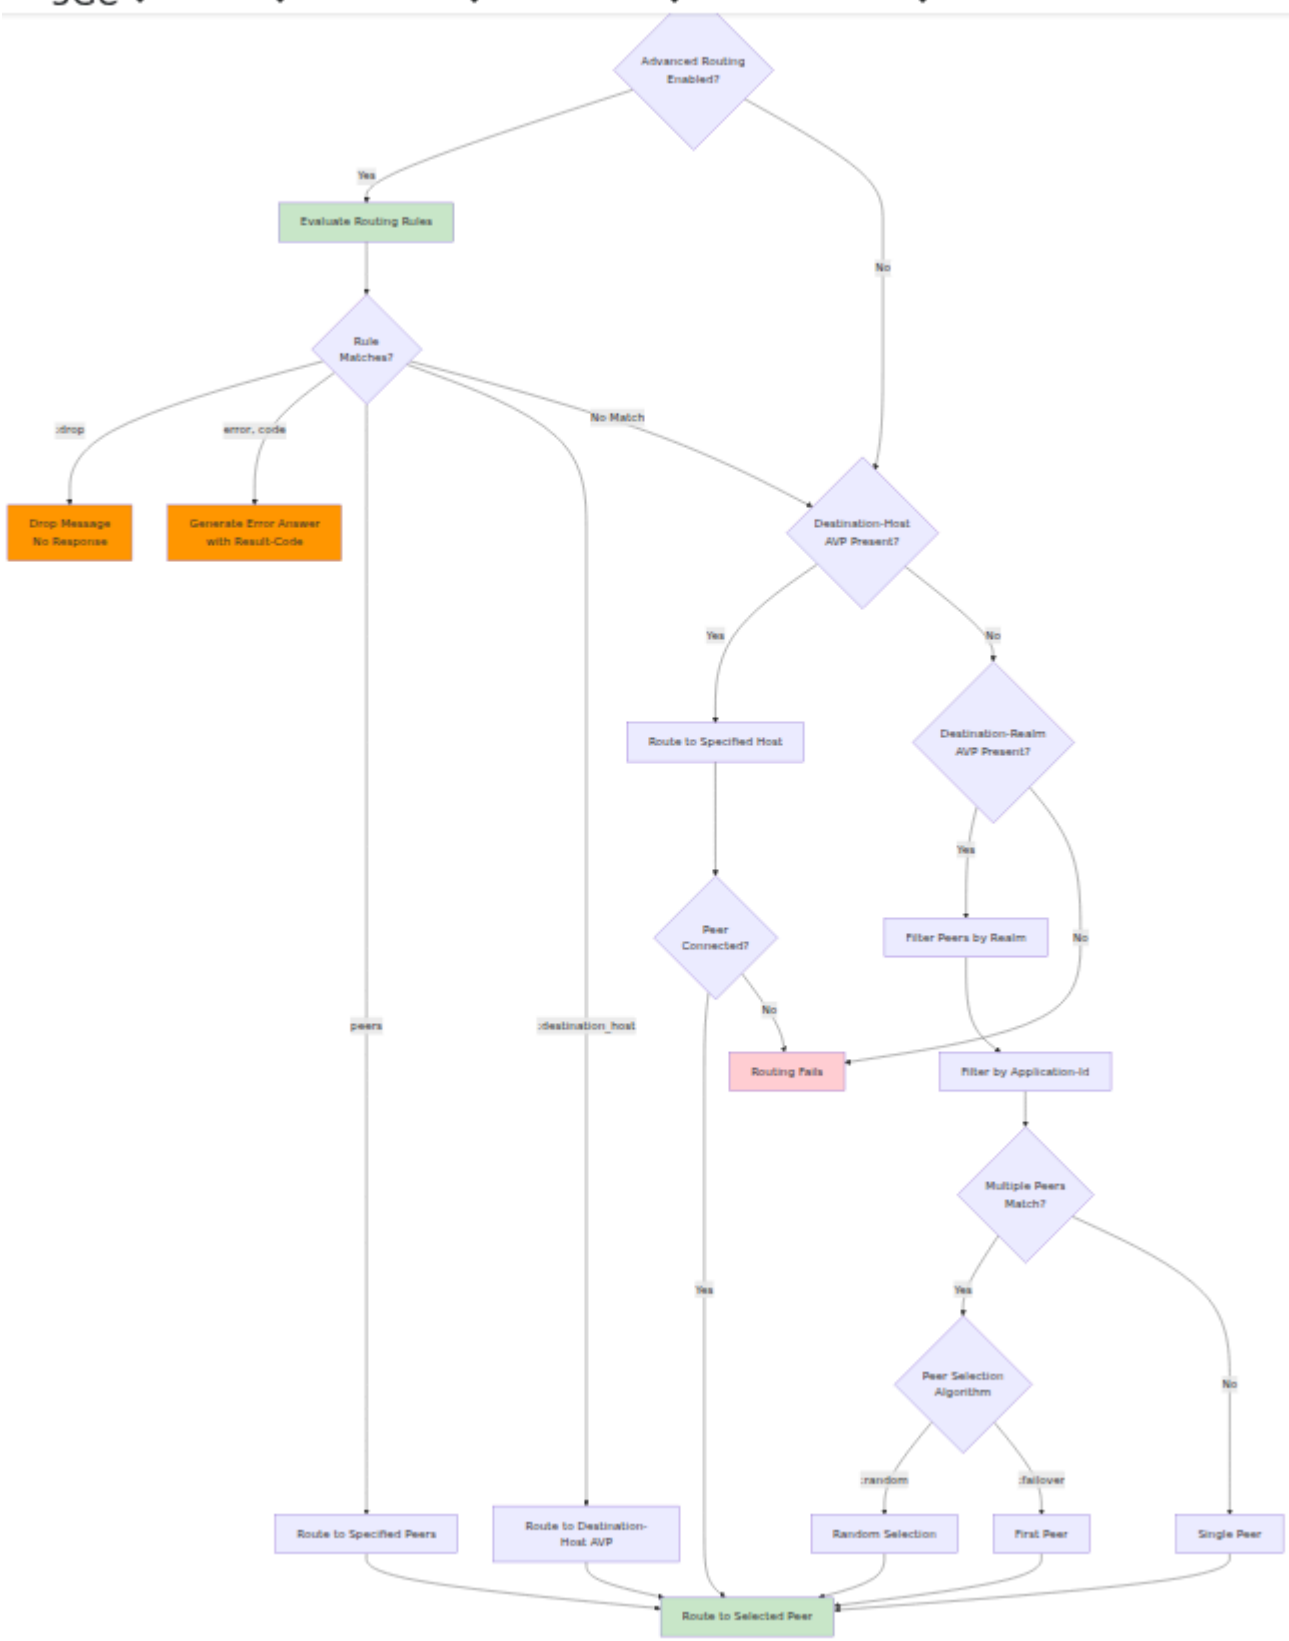 Advanced Routing
Enabled?
Yes
Evaluate Routing Rules
No
Rule
Matches?
:drop
error, code
No Match
Drop Message
No Response
Generate Error Answer
with Result-Code
Destination-Host
AVP Present?
Yes
No
Route to Specified Host
Destination-Realm
AVP Present?
Yes
Peer
Connected?
Filter Peers by Realm
No
No
peers
:destination_host
Routing Fails
Filter by Application-Id
Multiple Peers
Match?
Yes
Yes
Peer Selection
Algorithm
No
:random
:failover
Route to Specified Peers
Route to Destination-
Host AVP
Random Selection
First Peer
Single Peer
Route to Selected Peer